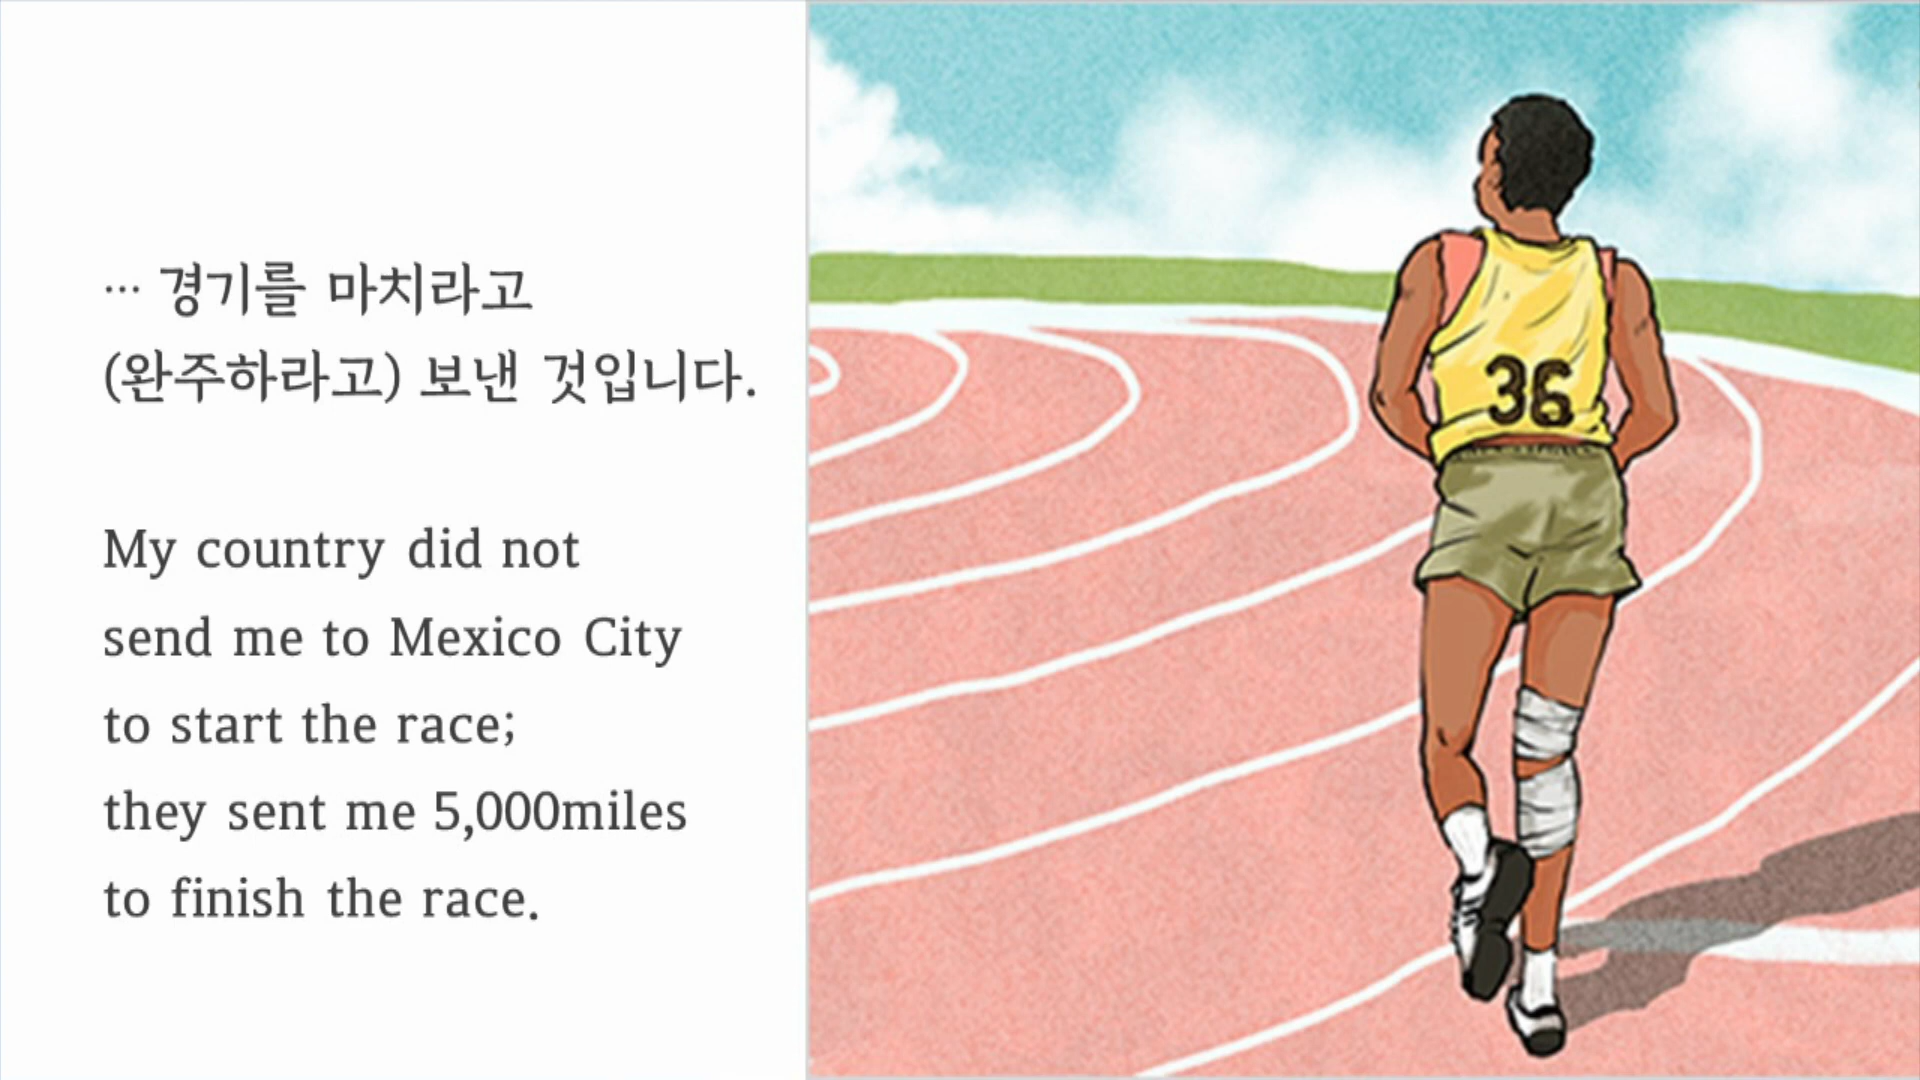 … 경기를 마치라고
(완주하라고) 보낸 것입니다.
My country did not
send me to Mexico City
to start the race;
they sent me 5,000miles
to finish the race.
36